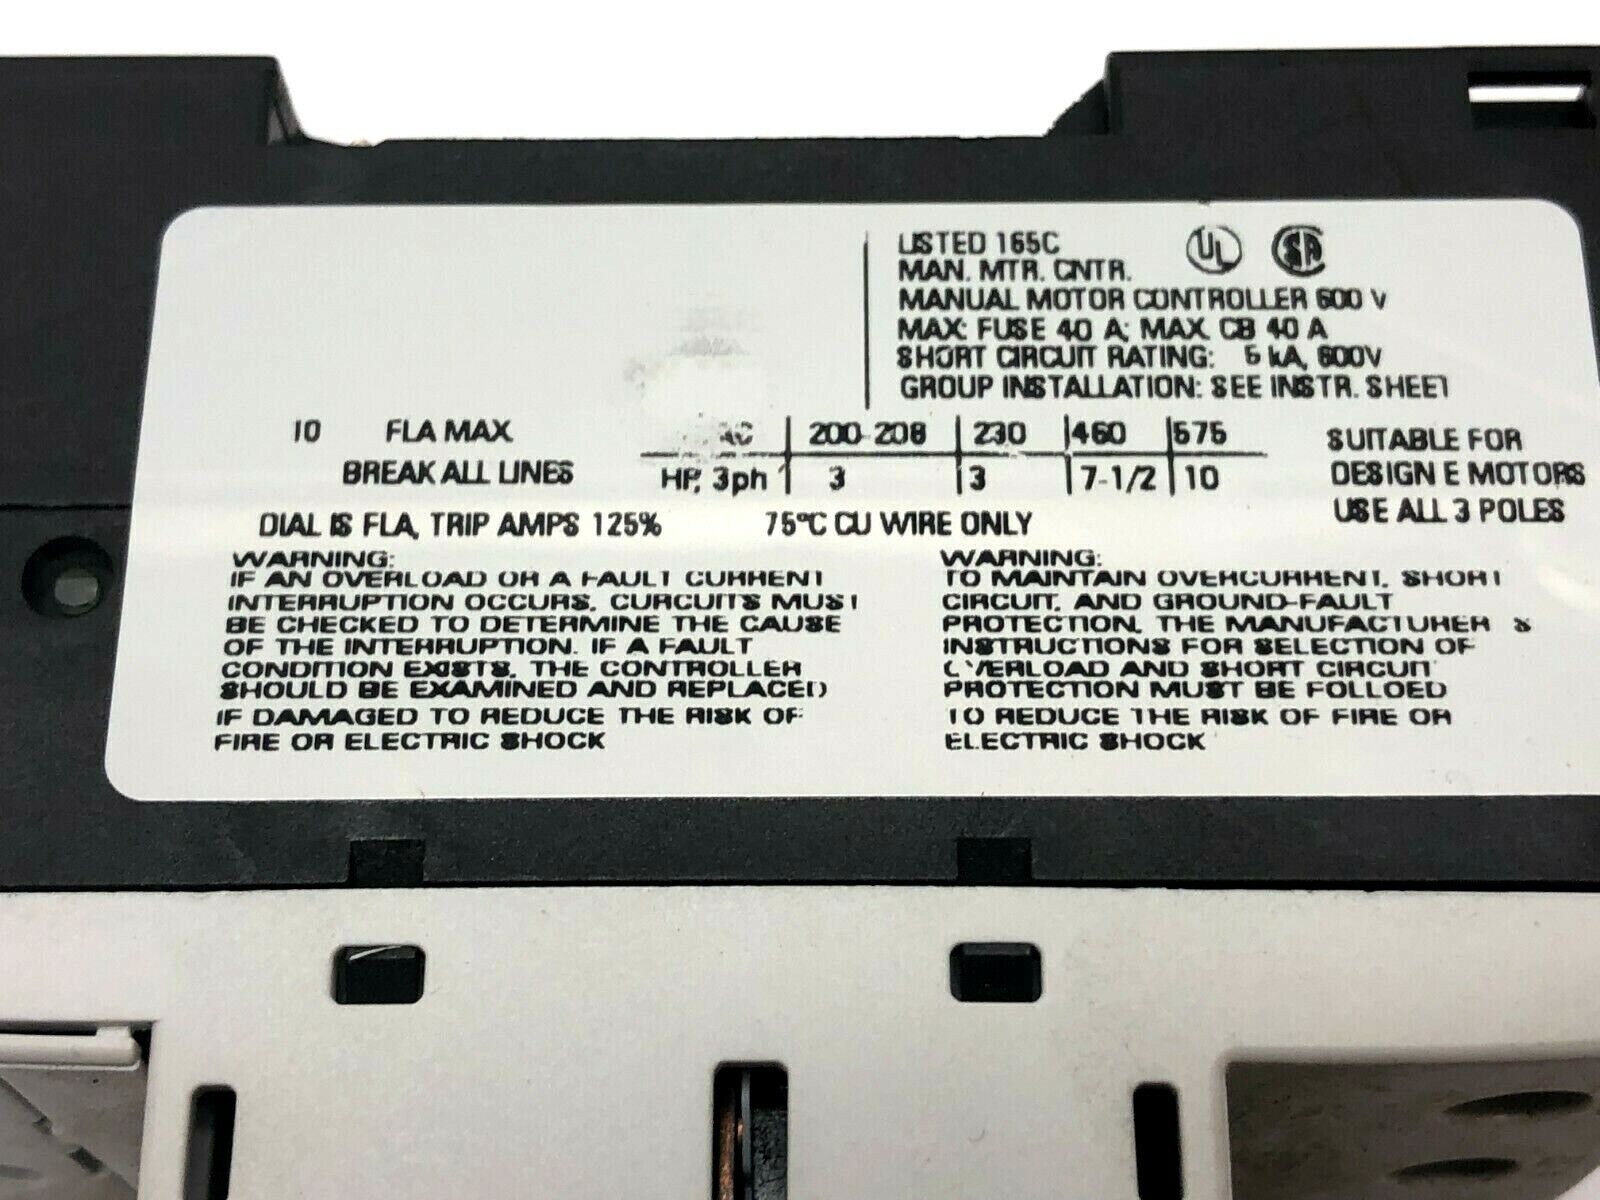 LISTED 165C UL SA
MAN. MTR. CNTR.
MANUAL MOTOR CONTROLLER 600 V
MAX: FUSE 40 A; MAX. CB 40 A
SHORT CIRCUIT RATING: 5 kA, 600V
GROUP INSTALLATION: SEE INSTR. SHEET
10 FLA MAX
BREAK ALL LINES
200-208 230 460 575
HP, 3ph 3 3 7-1/2 10
SUITABLE FOR
DESIGN E MOTORS
USE ALL 3 POLES
DIAL IS FLA, TRIP AMPS 125% 75°C CU WIRE ONLY
WARNING:
IF AN OVERLOAD OR A FAULT CURRENT
INTERRUPTION OCCURS, CURCUITS MUST
BE CHECKED TO DETERMINE THE CAUSE
OF THE INTERRUPTION. IF A FAULT
CONDITION EXISTS, THE CONTROLLER
SHOULD BE EXAMINED AND REPLACED
IF DAMAGED TO REDUCE THE RISK OF
FIRE OR ELECTRIC SHOCK
WARNING:
TO MAINTAIN OVERCURRENT, SHORT
CIRCUIT, AND GROUND-FAULT
PROTECTION, THE MANUFACTURER S
INSTRUCTIONS FOR SELECTION OF
OVERLOAD AND SHORT CIRCUIT
PROTECTION MUST BE FOLLOED
TO REDUCE THE RISK OF FIRE OR
ELECTRIC SHOCK